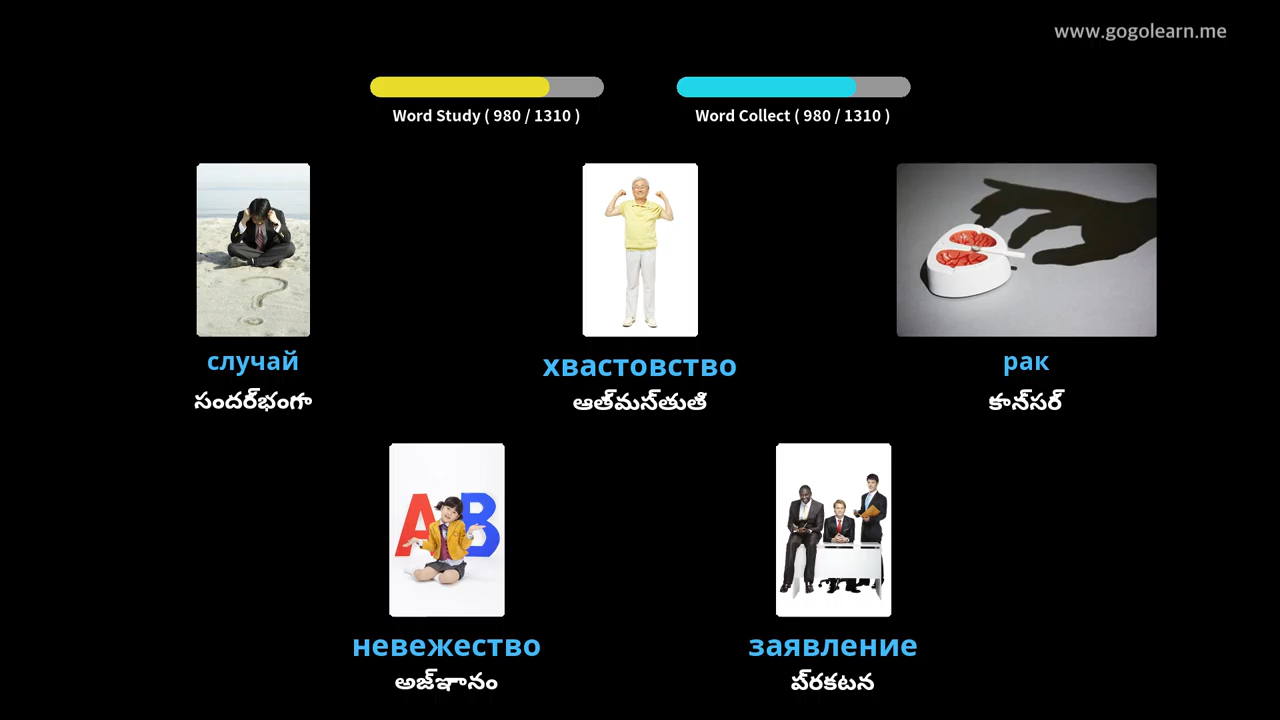 www.gogolearn.me
Word Study ( 980 / 1310 )
Word Collect ( 980 / 1310 )
случай
సందర్‌భంగా
хвастовство
ఆత్‌మస్‌తుతి
рак
కాన్‌సర్
невежество
అజ్‌ఞానం
заявление
ప్‌రకటన